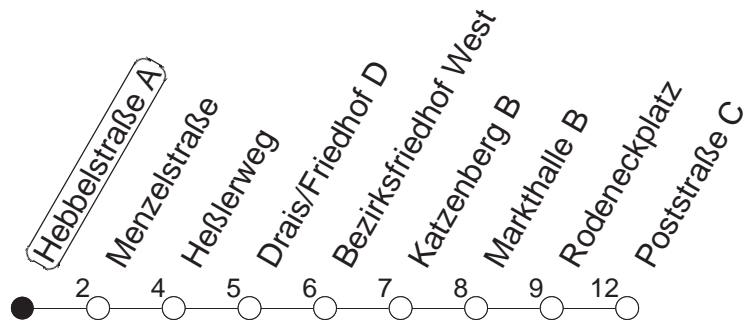 Hebbelstraße A
Menzelstraße
Heßlerweg
Drais/Friedhof D
Bezirksfriedhof West
Katzenberg B
Markthalle B
Rodeneckplatz
Poststraße C
2 4 5 6 7 8 9 12